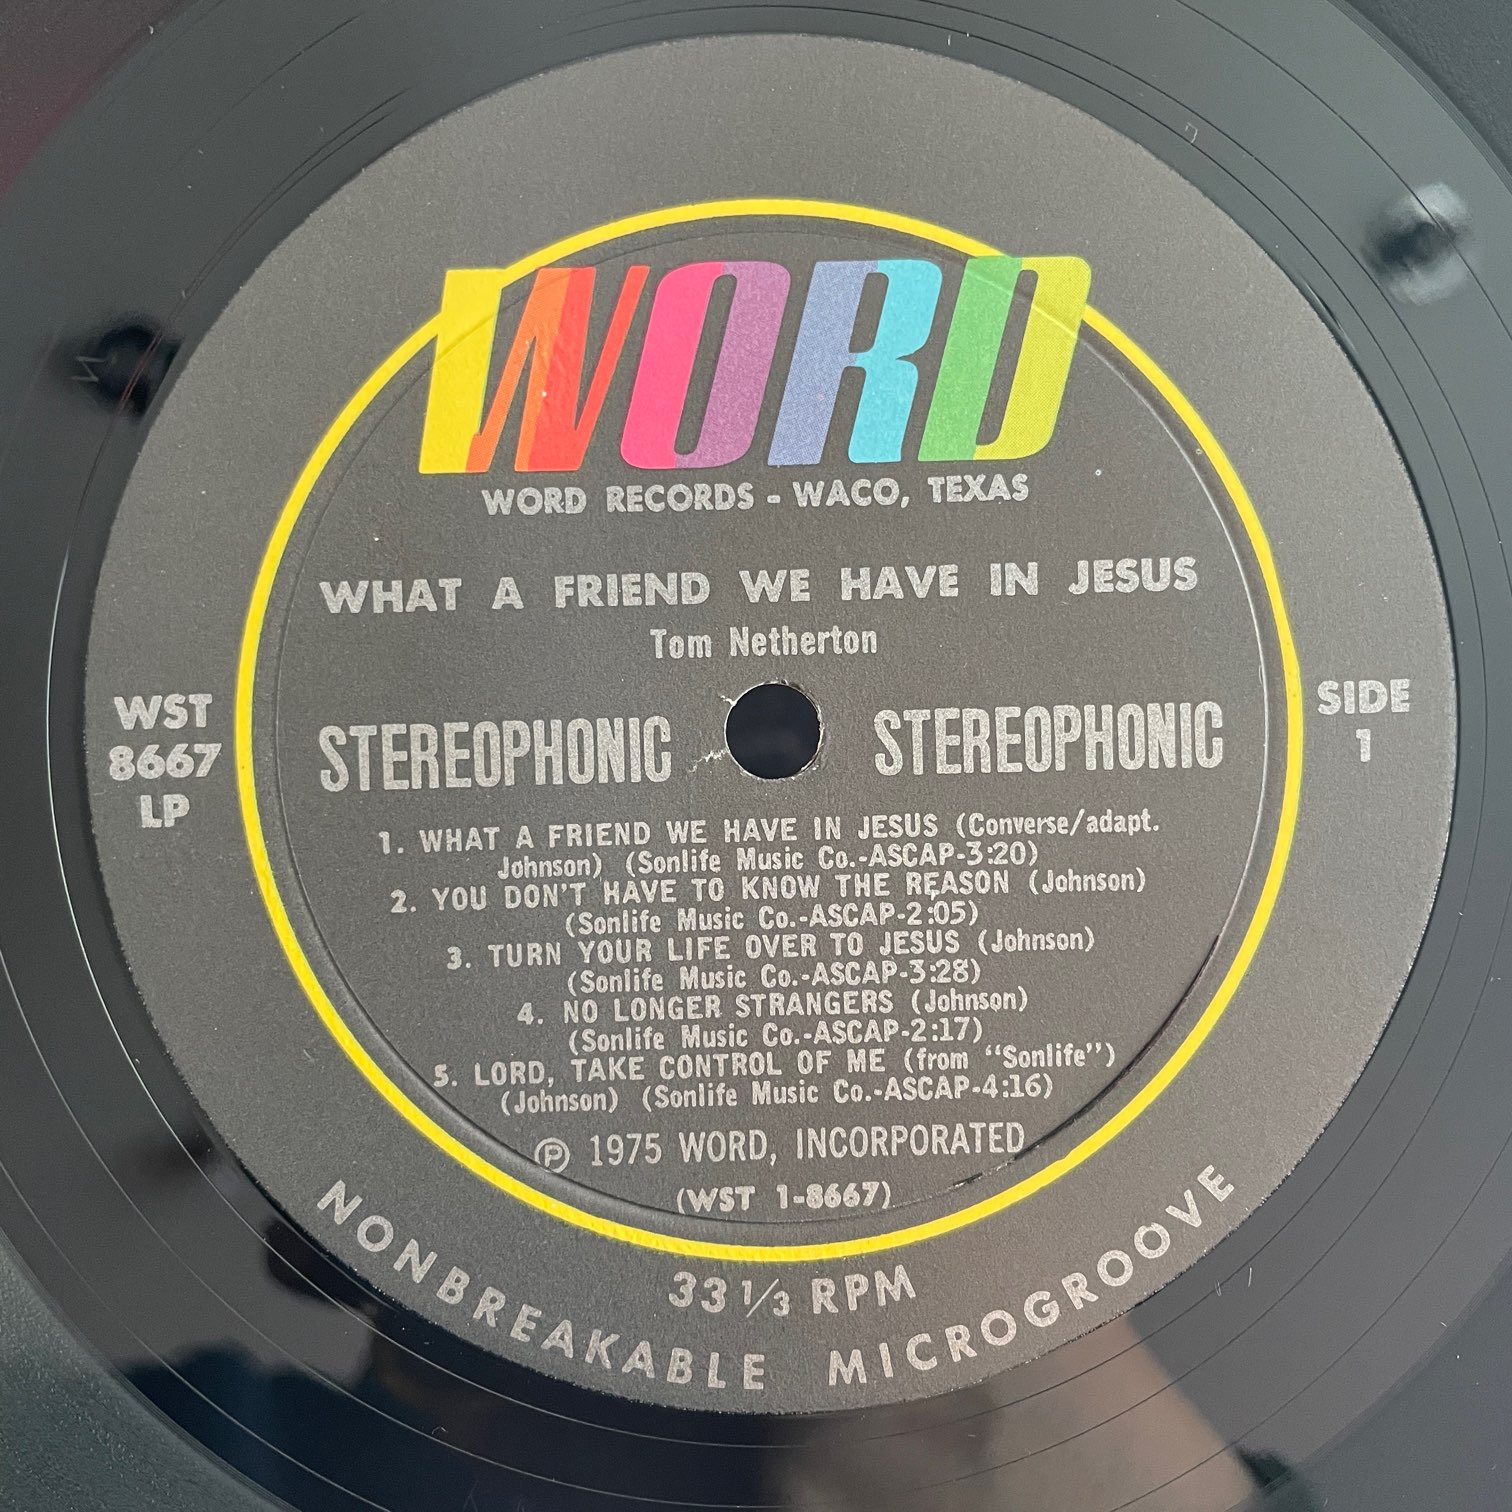 WORD
WORD RECORDS - WACO, TEXAS
WHAT A FRIEND WE HAVE IN JESUS
Tom Netherton
WST
8667
LP
STEREOPHONIC STEREOPHONIC
SIDE
1
1. WHAT A FRIEND WE HAVE IN JESUS (Converse/adapt.
Johnson) (Sonlife Music Co.-ASCAP-3:20)
2. YOU DON'T HAVE TO KNOW THE REASON (Johnson)
(Sonlife Music Co.-ASCAP-2:05)
3. TURN YOUR LIFE OVER TO JESUS (Johnson)
(Sonlife Music Co.-ASCAP-3:28)
4. NO LONGER STRANGERS (Johnson)
(Sonlife Music Co.-ASCAP-2:17)
5. LORD, TAKE CONTROL OF ME (from "Sonlife")
(Johnson) (Sonlife Music Co.-ASCAP-4:16)
Ⓟ 1975 WORD, INCORPORATED
(WST 1-8667)
33 1/3 RPM
NONBREAKABLE MICROGROOVE